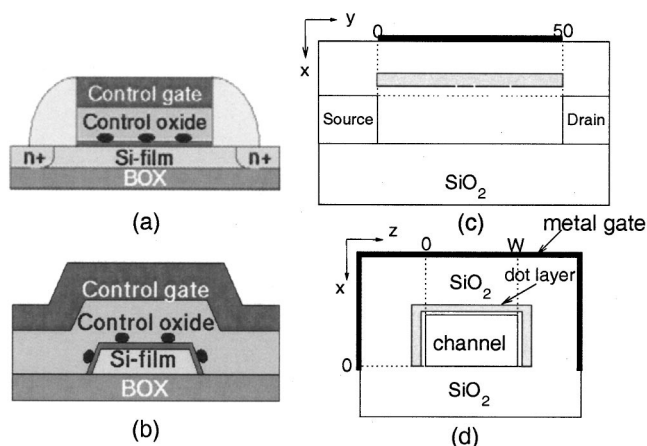 Control gate
Control oxide
n+ Si-film n+
BOX
(a)
y 0 50
x
Source Drain
SiO2
(c)
Control gate
Control oxide
Si-film
BOX
(b)
metal gate
z 0 W
x
SiO2 dot layer
channel
0
SiO2
(d)